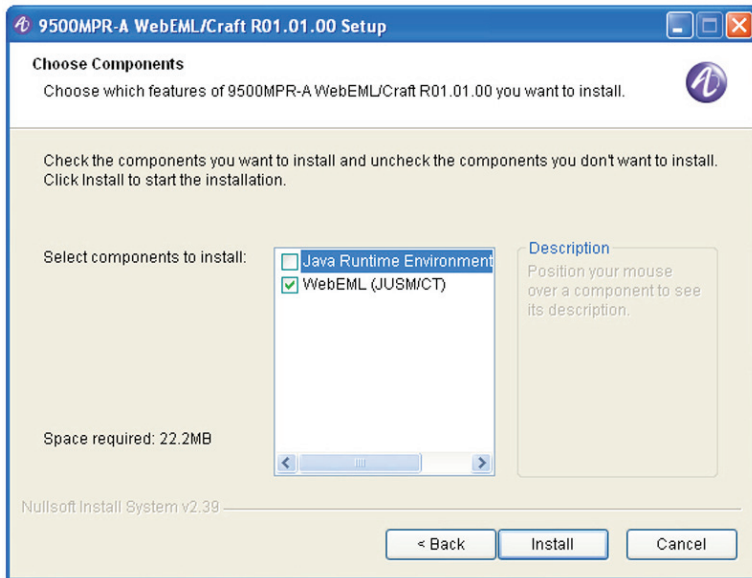 9500MPR-A WebEML/Craft R01.01.00 Setup
Choose Components
Choose which features of 9500MPR-A WebEML/Craft R01.01.00 you want to install.
Check the components you want to install and uncheck the components you don't want to install.
Click Install to start the installation.
Select components to install:
Java Runtime Environment
WebEML (JUSM/CT)
Description
Position your mouse
over a component to see
its description.
Space required: 22.2MB
Nullsoft Install System v2.39
< Back
Install
Cancel